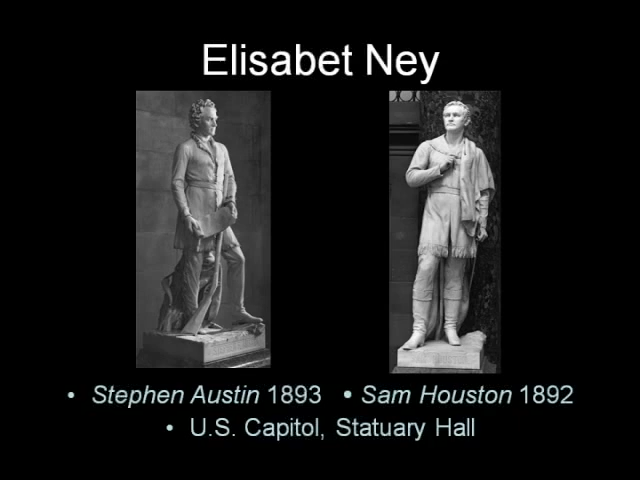 Elisabet Ney
• Stephen Austin 1893 • Sam Houston 1892
• U.S. Capitol, Statuary Hall